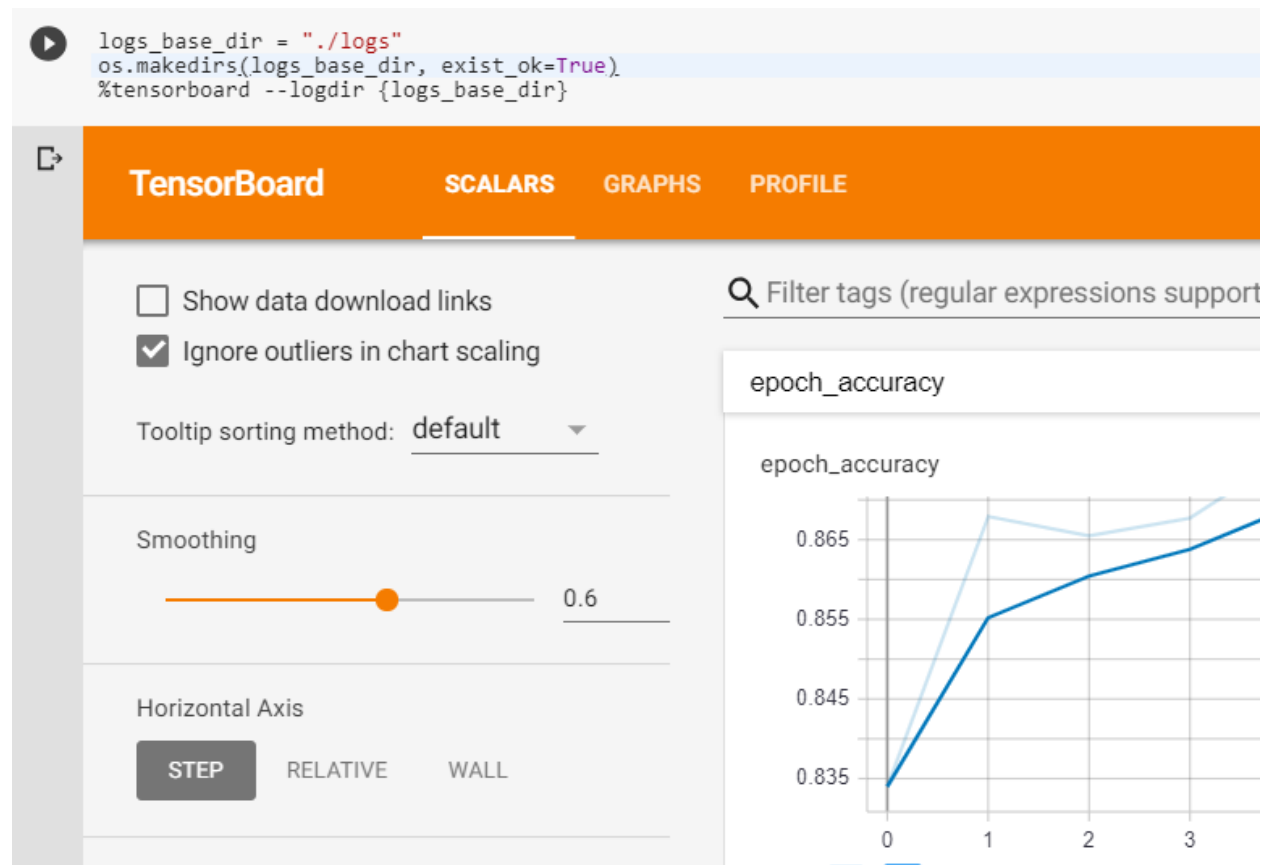 logs_base_dir = "./logs"
os.makedirs(logs_base_dir, exist_ok=True)
%tensorboard --logdir {logs_base_dir}
TensorBoard SCALARS GRAPHS PROFILE
Show data download links
Ignore outliers in chart scaling
Tooltip sorting method: default
Smoothing
0.6
Horizontal Axis
STEP RELATIVE WALL
Filter tags (regular expressions support
epoch_accuracy
epoch_accuracy
0.865
0.855
0.845
0.835
0 1 2 3